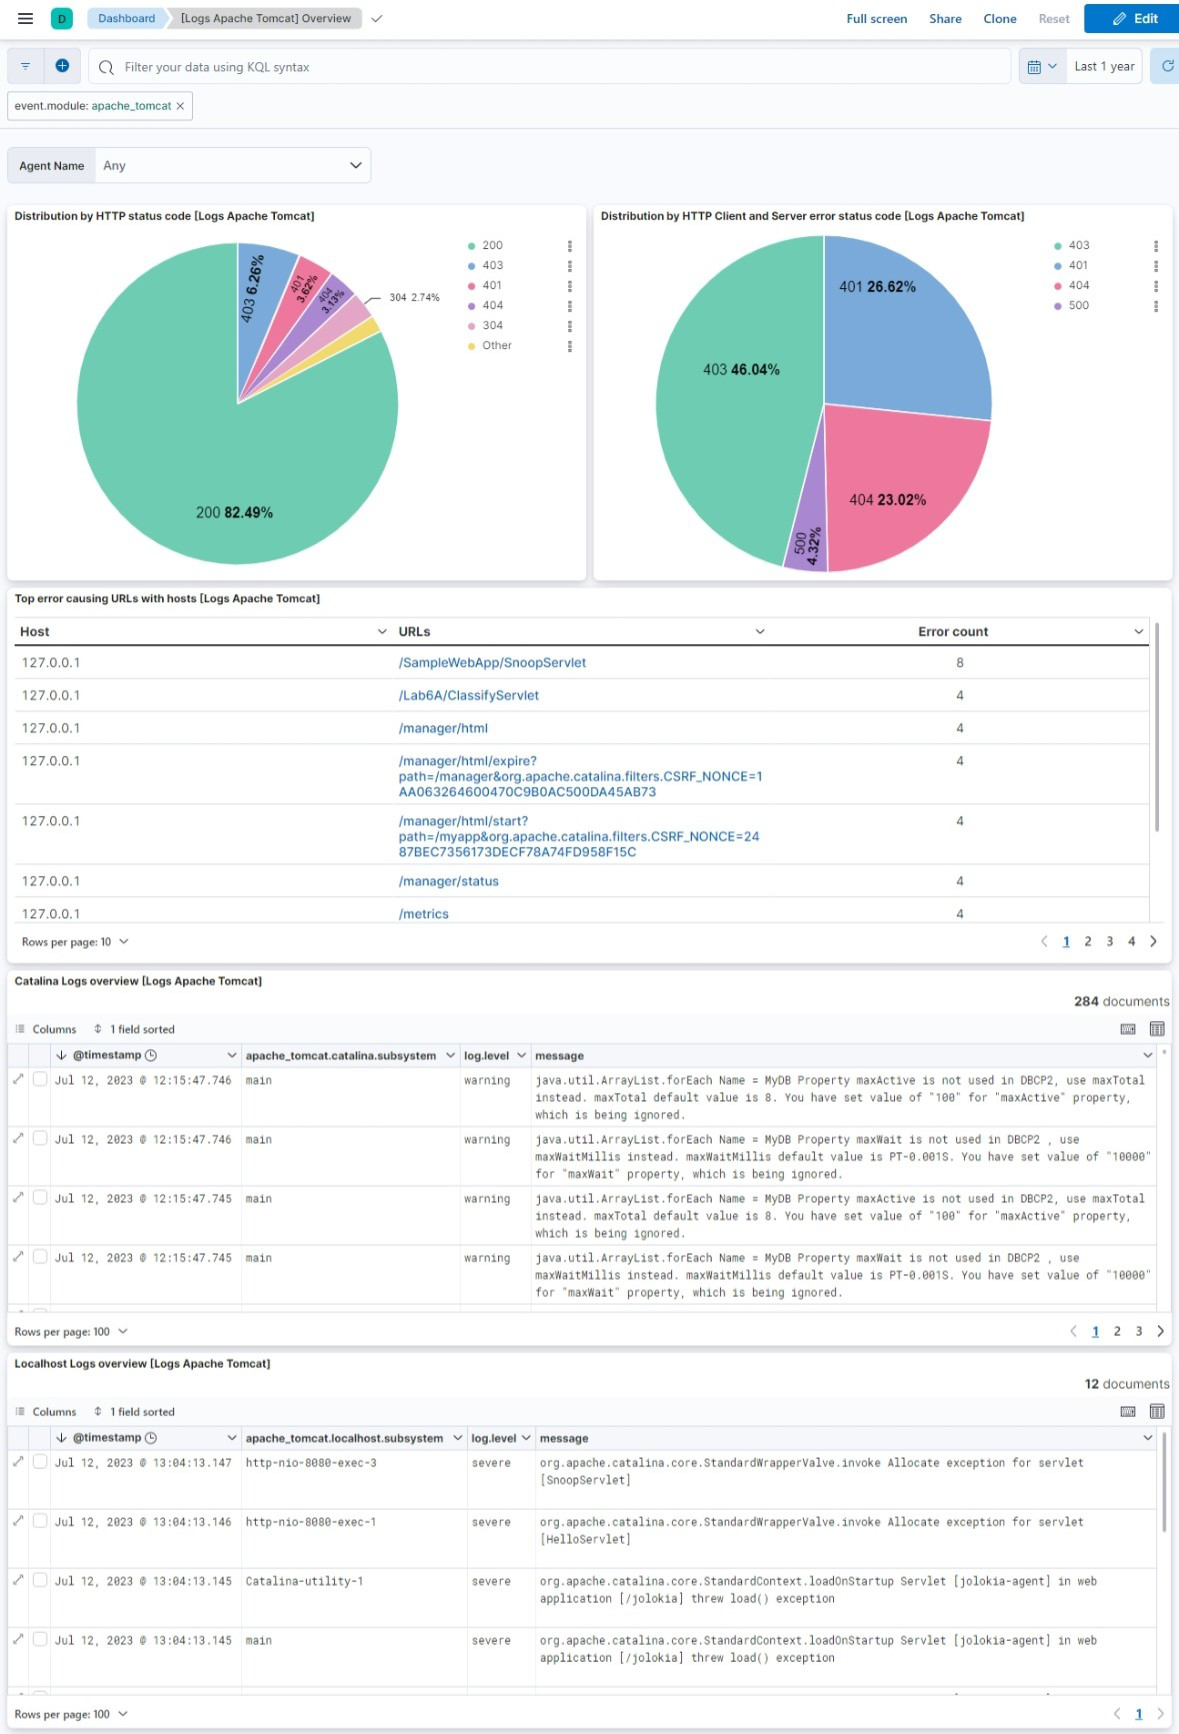 D Dashboard [Logs Apache Tomcat] Overview Full screen Share Clone Reset Edit
Filter your data using KQL syntax Last 1 year
event.module: apache_tomcat ×
Agent Name Any
Distribution by HTTP status code [Logs Apache Tomcat]
403 6.26%
401 3.62%
404 3.13%
304 2.74%
200 82.49%
200
403
401
404
304
Other
Distribution by HTTP Client and Server error status code [Logs Apache Tomcat]
401 26.62%
403 46.04%
404 23.02%
500 4.32%
403
401
404
500
Top error causing URLs with hosts [Logs Apache Tomcat]
Host URLs Error count
127.0.0.1 /SampleWebApp/SnoopServlet 8
127.0.0.1 /Lab6A/ClassifyServlet 4
127.0.0.1 /manager/html 4
127.0.0.1 /manager/html/expire? 4
path=/manager&org.apache.catalina.filters.CSRF_NONCE=1
AA063264600470C9B0AC500DA45AB73
127.0.0.1 /manager/html/start? 4
path=/myapp&org.apache.catalina.filters.CSRF_NONCE=24
87BEC7356173DECF78A74FD958F15C
127.0.0.1 /manager/status 4
127.0.0.1 /metrics 4
Rows per page: 10 1 2 3 4
Catalina Logs overview [Logs Apache Tomcat]
284 documents
Columns 1 field sorted
@timestamp apache_tomcat.catalina.subsystem log.level message
Jul 12, 2023 @ 12:15:47.746 main warning java.util.ArrayList.forEach Name = MyDB Property maxActive is not used in DBCP2, use maxTotal
instead. maxTotal default value is 8. You have set value of "100" for "maxActive" property,
which is being ignored.
Jul 12, 2023 @ 12:15:47.746 main warning java.util.ArrayList.forEach Name = MyDB Property maxWait is not used in DBCP2 , use
maxWaitMillis instead. maxWaitMillis default value is PT-0.001S. You have set value of "10000"
for "maxWait" property, which is being ignored.
Jul 12, 2023 @ 12:15:47.745 main warning java.util.ArrayList.forEach Name = MyDB Property maxActive is not used in DBCP2, use maxTotal
instead. maxTotal default value is 8. You have set value of "100" for "maxActive" property,
which is being ignored.
Jul 12, 2023 @ 12:15:47.745 main warning java.util.ArrayList.forEach Name = MyDB Property maxWait is not used in DBCP2 , use
maxWaitMillis instead. maxWaitMillis default value is PT-0.001S. You have set value of "10000"
for "maxWait" property, which is being ignored.
Rows per page: 100 1 2 3
Localhost Logs overview [Logs Apache Tomcat]
12 documents
Columns 1 field sorted
@timestamp apache_tomcat.localhost.subsystem log.level message
Jul 12, 2023 @ 13:04:13.147 http-nio-8080-exec-3 severe org.apache.catalina.core.StandardWrapperValve.invoke Allocate exception for servlet
[SnoopServlet]
Jul 12, 2023 @ 13:04:13.146 http-nio-8080-exec-1 severe org.apache.catalina.core.StandardWrapperValve.invoke Allocate exception for servlet
[HelloServlet]
Jul 12, 2023 @ 13:04:13.145 Catalina-utility-1 severe org.apache.catalina.core.StandardContext.loadOnStartup Servlet [jolokia-agent] in web
application [/jolokia] threw load() exception
Jul 12, 2023 @ 13:04:13.145 main severe org.apache.catalina.core.StandardContext.loadOnStartup Servlet [jolokia-agent] in web
application [/jolokia] threw load() exception
Rows per page: 100 1